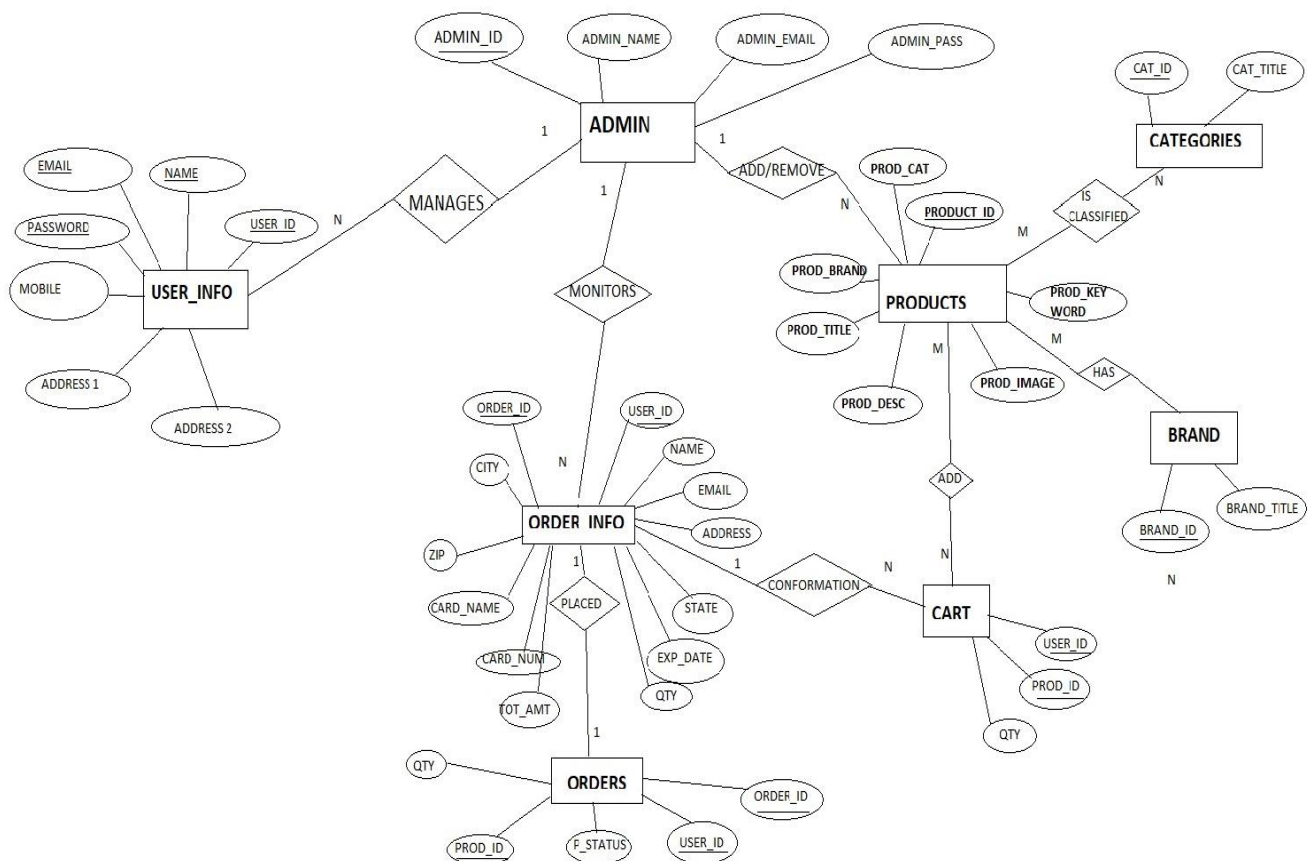 ADMIN_ID
ADMIN_NAME
ADMIN_EMAIL
ADMIN_PASS
CAT_ID
CAT_TITLE
ADMIN
CATEGORIES
1
1
1
EMAIL
NAME
PASSWORD
USER_ID
MOBILE
USER_INFO
ADDRESS 1
ADDRESS 2
N
MANAGES
ADD/REMOVE
N
PROD_CAT
PRODUCT_ID
PROD_BRAND
PRODUCTS
PROD_KEY
WORD
PROD_TITLE
PROD_DESC
PROD_IMAGE
IS
CLASSIFIED
N
M
M
M
HAS
BRAND
BRAND_ID
BRAND_TITLE
N
MONITORS
N
ORDER_ID
USER_ID
CITY
NAME
EMAIL
ORDER_INFO
ADDRESS
ZIP
CARD_NAME
CARD_NUM
TOT_AMT
STATE
EXP_DATE
QTY
1
PLACED
1
1
CONFORMATION
N
ADD
N
CART
USER_ID
PROD_ID
QTY
ORDERS
QTY
PROD_ID
P_STATUS
USER_ID
ORDER_ID